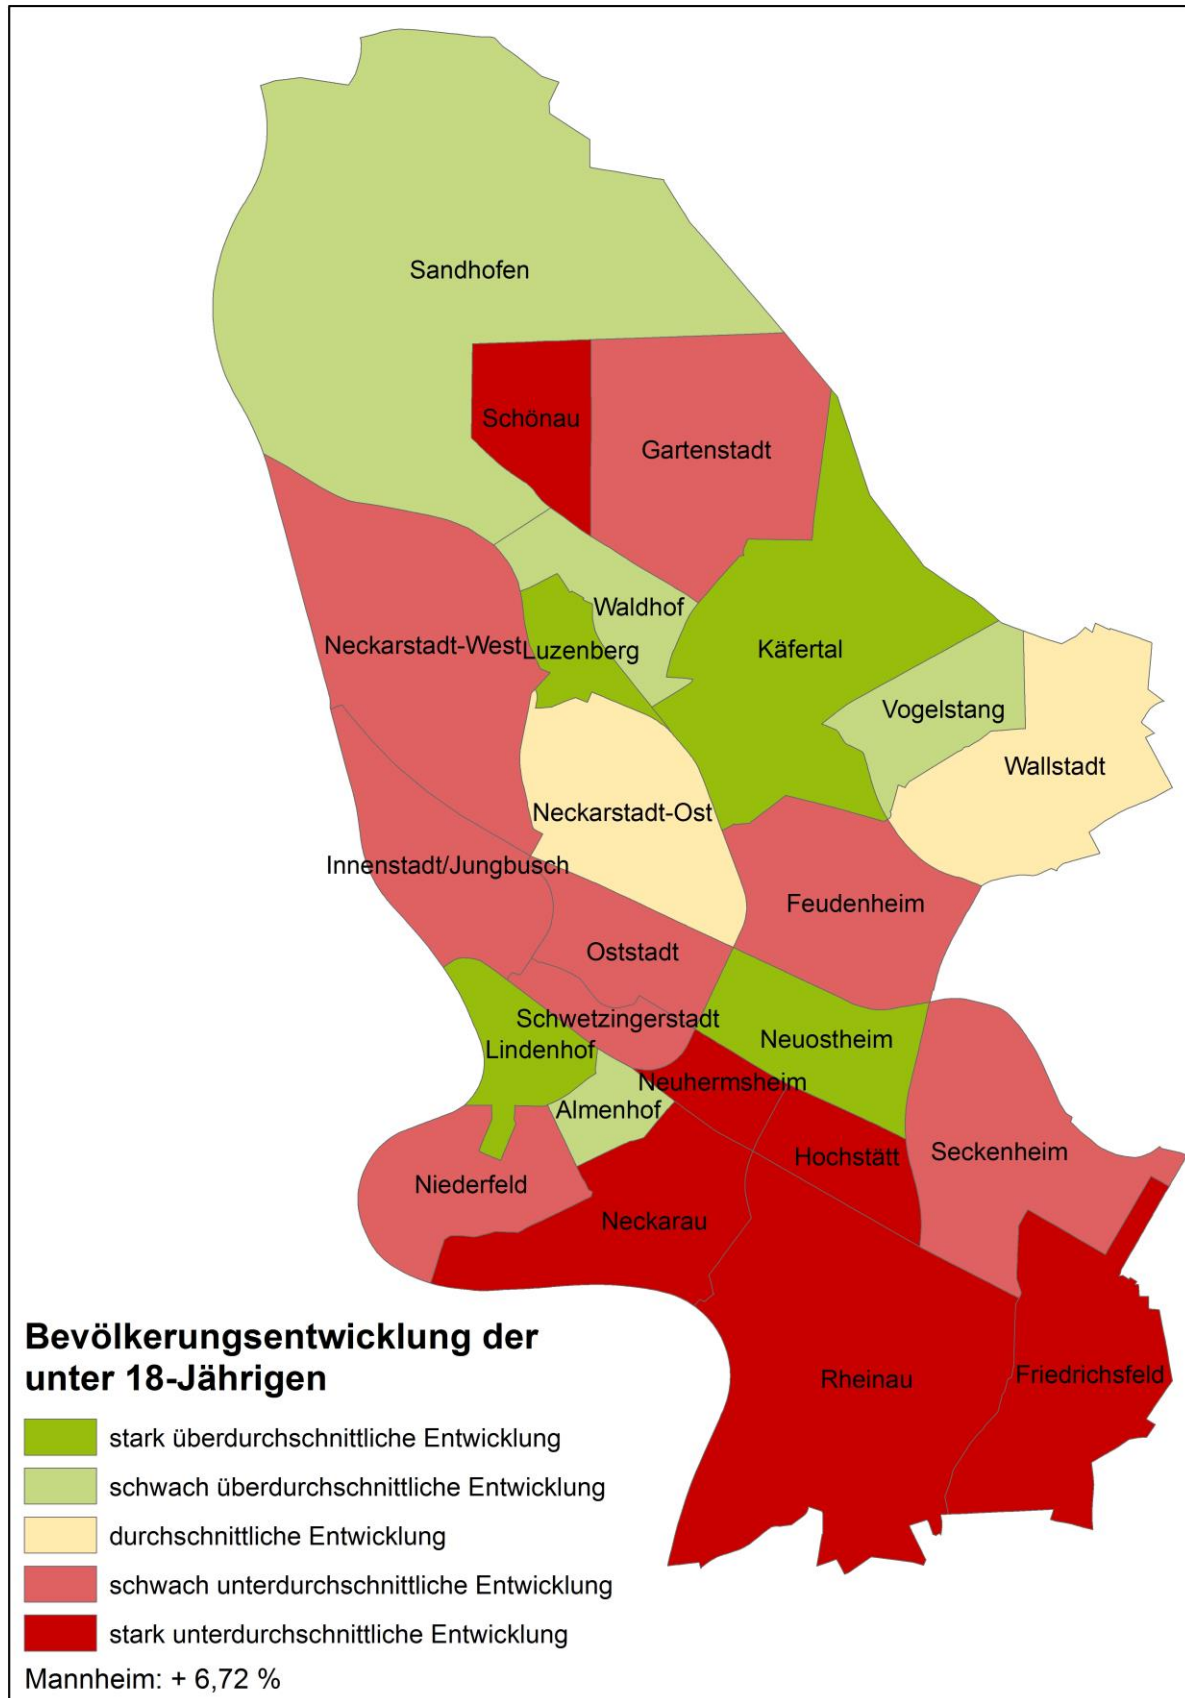 Sandhofen
Schönau
Gartenstadt
Waldhof
Neckarstadt-West
Luzenberg
Käfertal
Vogelstang
Wallstadt
Neckarstadt-Ost
Innenstadt/Jungbusch
Feudenheim
Oststadt
Schwetzingerstadt
Neuostheim
Lindenhof
Neuhermsheim
Almenhof
Hochstätt
Seckenheim
Niederfeld
Neckarau
Rheinau
Friedrichsfeld
Bevölkerungsentwicklung der
unter 18-Jährigen
stark überdurchschnittliche Entwicklung
schwach überdurchschnittliche Entwicklung
durchschnittliche Entwicklung
schwach unterdurchschnittliche Entwicklung
stark unterdurchschnittliche Entwicklung
Mannheim: + 6,72 %